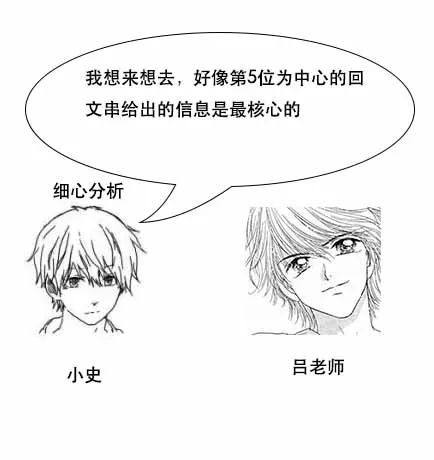 我想来想去，好像第5位为中心的回
文串给出的信息是最核心的
细心分析
小史
吕老师